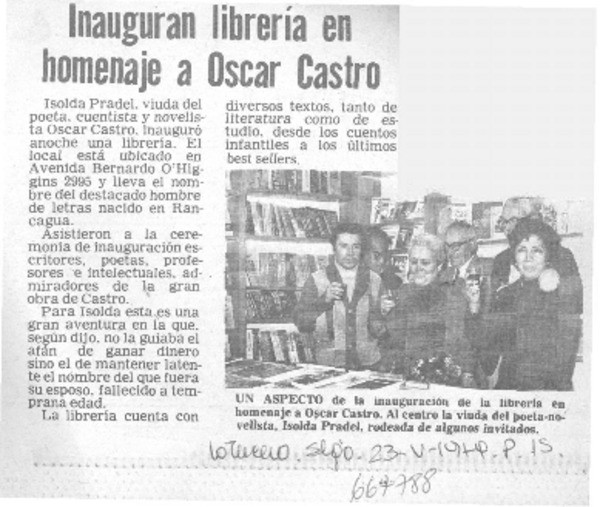 Inauguran librería en
homenaje a Oscar Castro
Isolda Pradel, viuda del
poeta, cuentista y novelis-
ta Oscar Castro, inauguró
anoche una librería. El
local está ubicado en
Avenida Bernardo O'Hig-
gins 2995 y lleva el nom-
bre del destacado hombre
de letras nacido en Ran-
cagua.
Asistieron a la cere-
monia de inauguración es-
critores, poetas, profe-
sores e intelectuales, ad-
miradores de la gran
obra de Castro.
Para Isolda esta es una
gran aventura en la que,
según dijo, no la guiaba el
afán de ganar dinero
sino el de mantener laten-
te el nombre del que fuera
su esposo, fallecido a tem-
prana edad.
La librería cuenta con
diversos textos, tanto de
literatura como de es-
tudio, desde los cuentos
infantiles a los últimos
best sellers.
UN ASPECTO de la inauguración de la librería en
homenaje a Oscar Castro. Al centro la viuda del poeta-no-
velista, Isolda Pradel, rodeada de algunos invitados.
Stgo. 23-V- P. 15.
667788